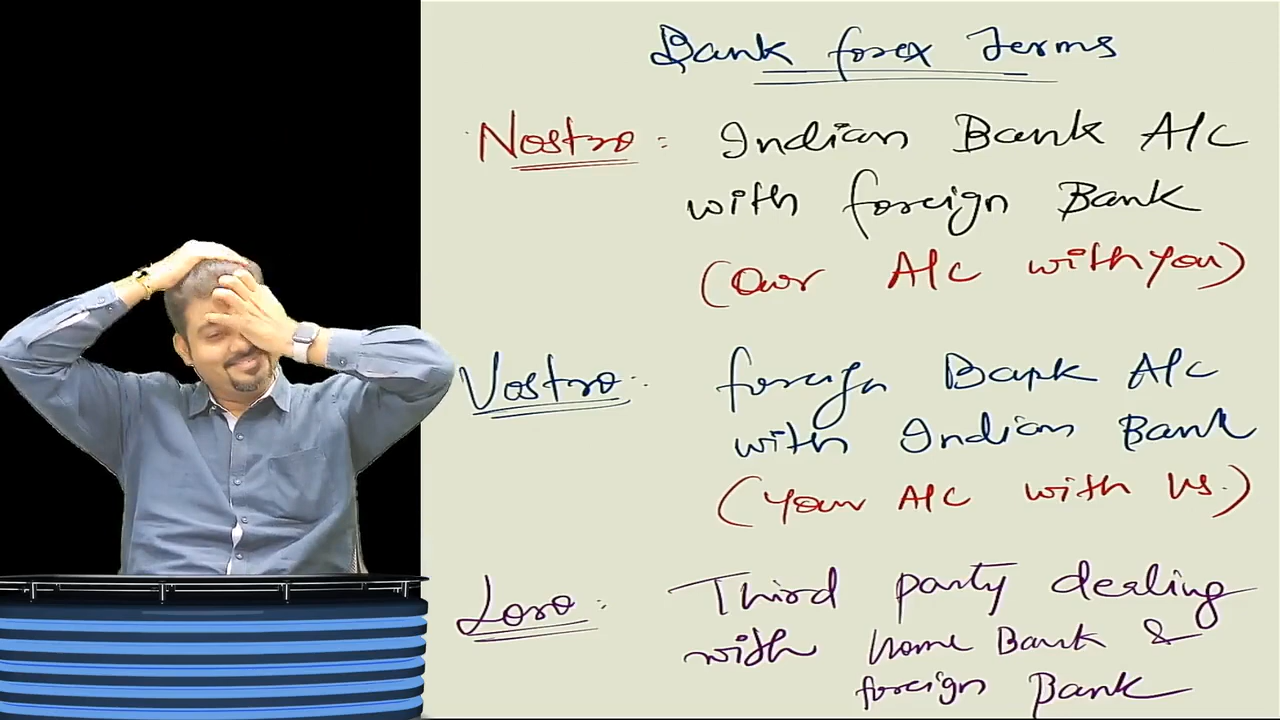 Bank forex Terms
Nostro : Indian Bank A/C
with foreign Bank
(Our A/C with you)
Vostro : foreign Bank A/C
with Indian Bank
(Your A/C with us.)
Loro : Third party dealing
with home Bank &
foreign Bank